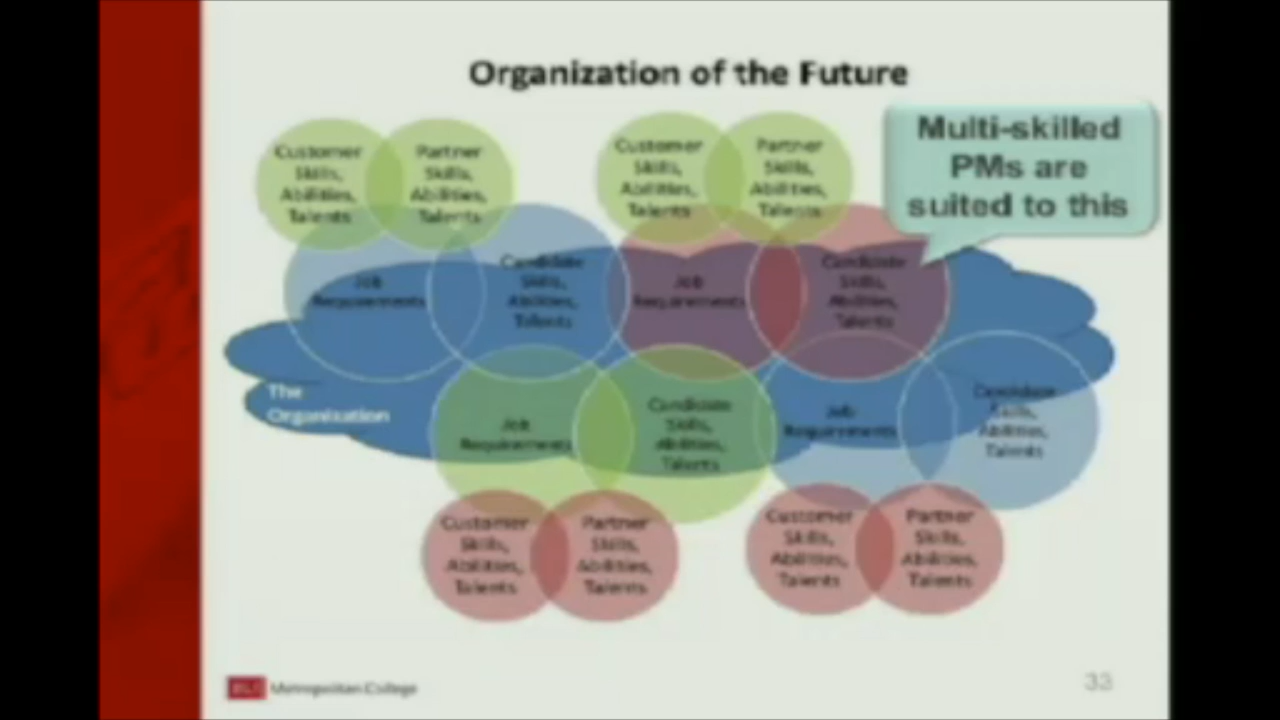 Organization of the Future
Multi-skilled
PMs are
suited to this
Customer
Skills,
Abilities,
Talents
Partner
Skills,
Abilities,
Talents
Customer
Skills,
Abilities,
Talents
Partner
Skills,
Abilities,
Talents
Job
Requirements
Candidate
Skills,
Abilities,
Talents
Job
Requirements
Candidate
Skills,
Abilities,
Talents
The
Organization
Job
Requirements
Candidate
Skills,
Abilities,
Talents
Job
Requirements
Candidate
Skills,
Abilities,
Talents
Customer
Skills,
Abilities,
Talents
Partner
Skills,
Abilities,
Talents
Customer
Skills,
Abilities,
Talents
Partner
Skills,
Abilities,
Talents
Metropolitan College
33